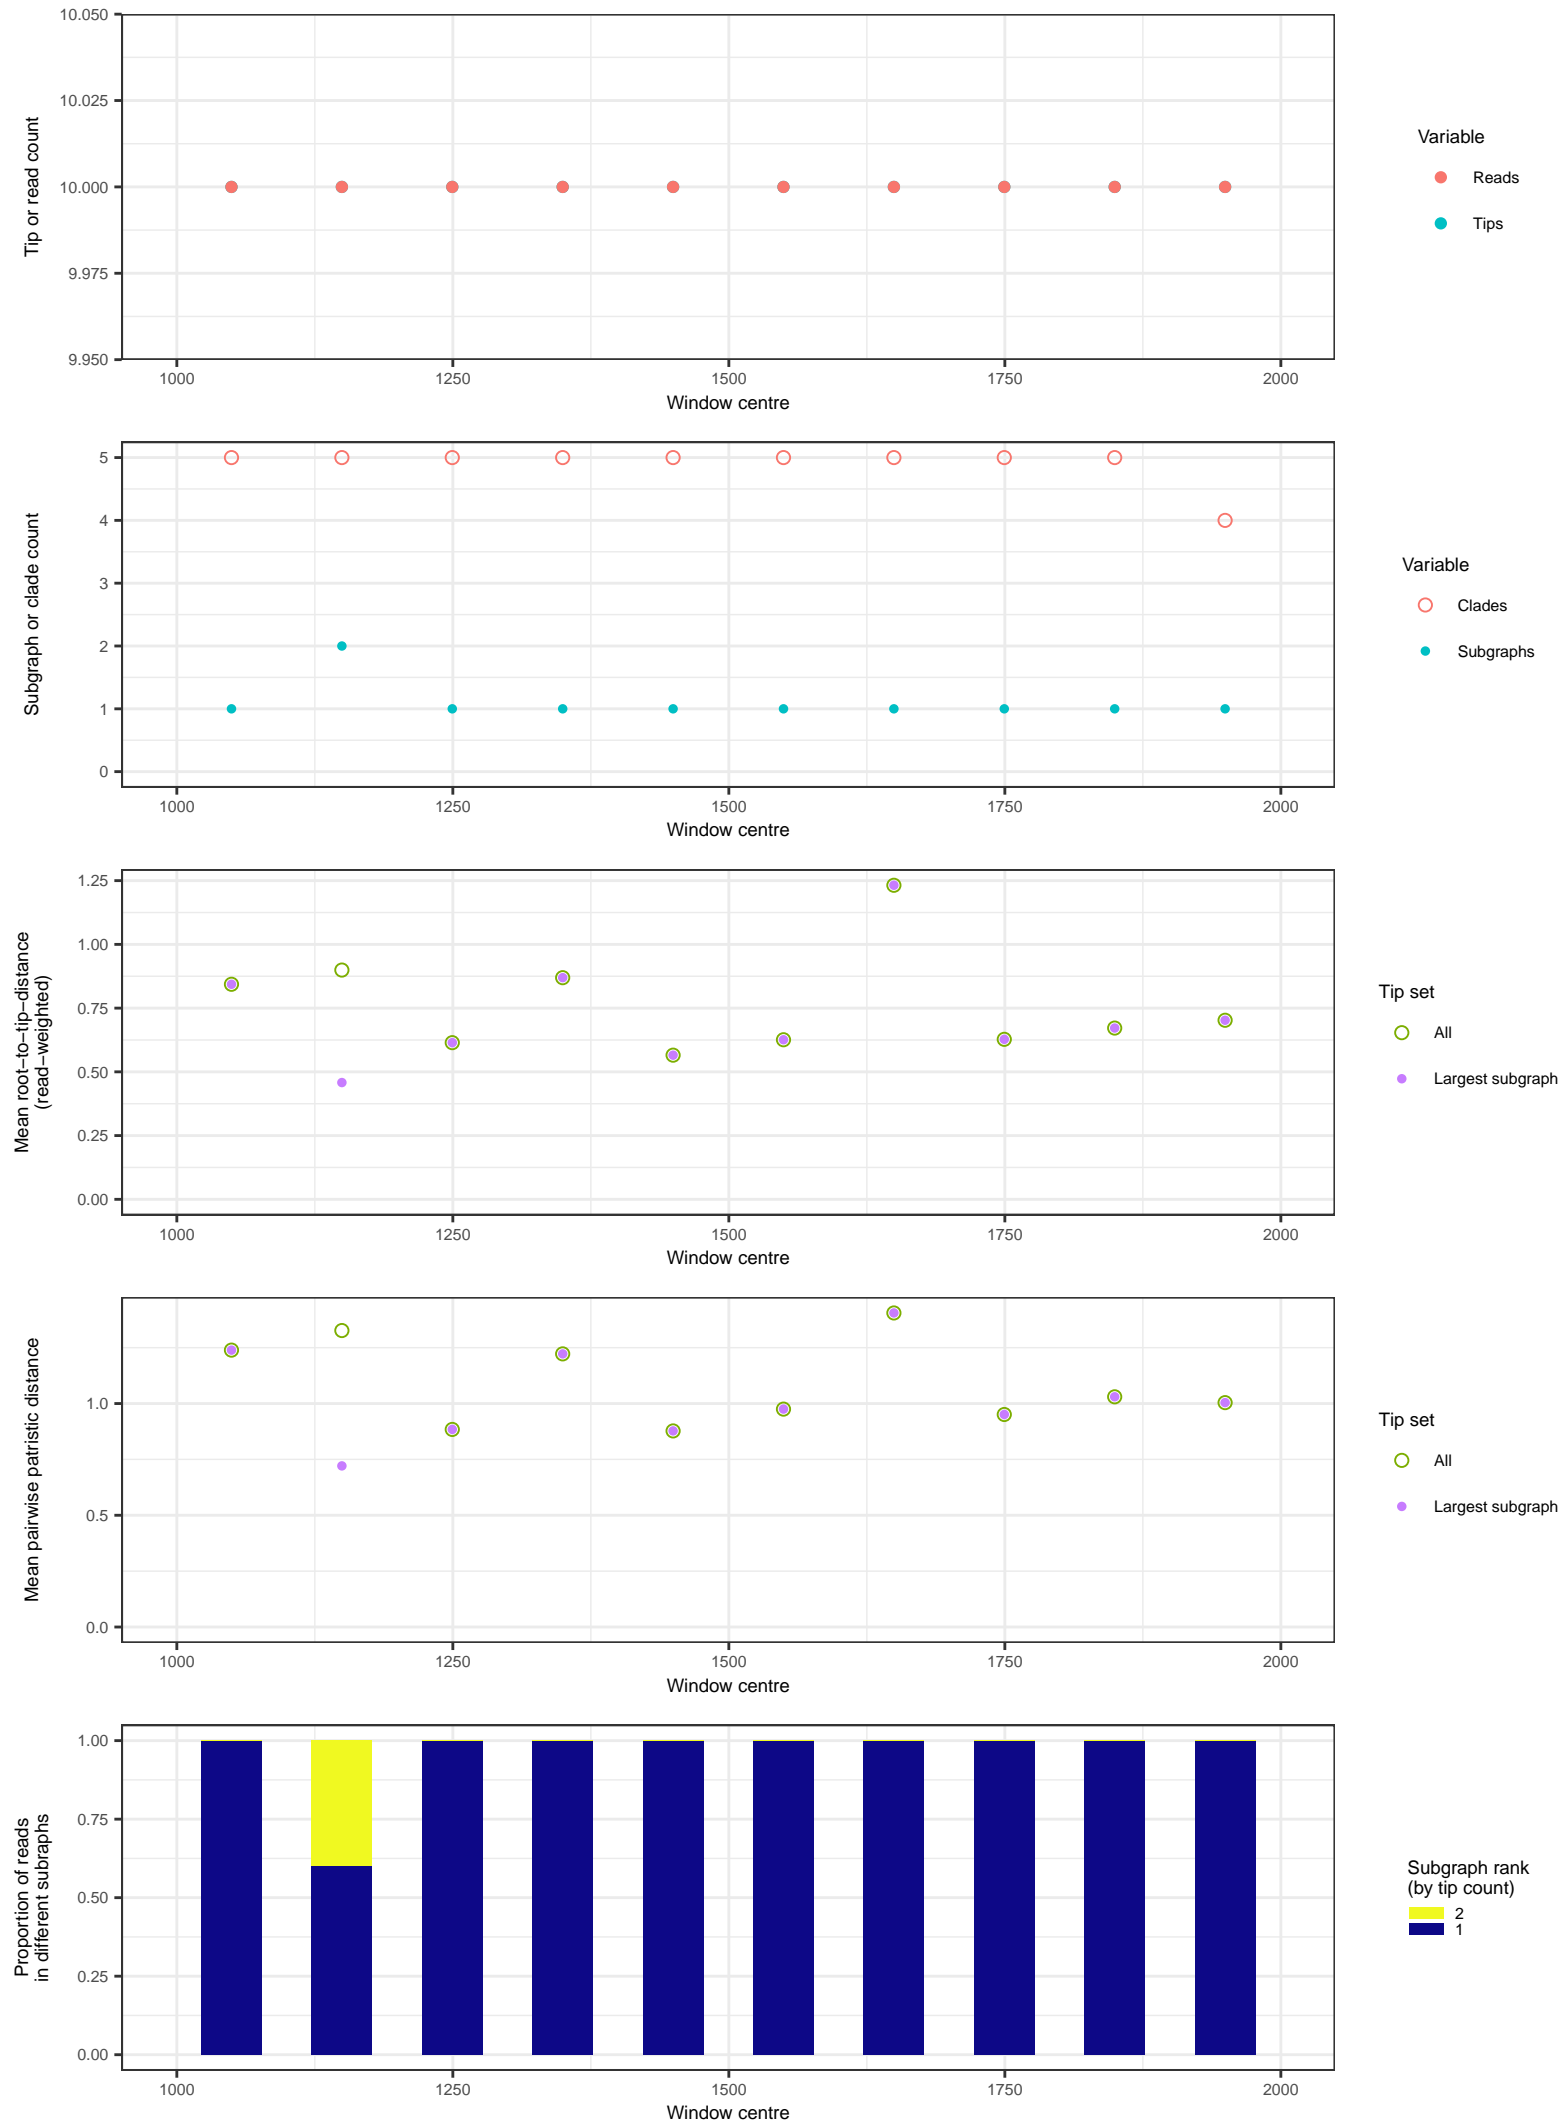 10.050
10.025
10.000
9.975
9.950
Tip or read count
1000 1250 1500 1750 2000
Window centre
Variable
Reads
Tips
5
4
3
2
1
0
Subgraph or clade count
1000 1250 1500 1750 2000
Window centre
Variable
Clades
Subgraphs
1.25
1.00
0.75
0.50
0.25
0.00
Mean root−to−tip−distance
(read−weighted)
1000 1250 1500 1750 2000
Window centre
Tip set
All
Largest subgraph
1.0
0.5
0.0
Mean pairwise patristic distance
1000 1250 1500 1750 2000
Window centre
Tip set
All
Largest subgraph
1.00
0.75
0.50
0.25
0.00
Proportion of reads
in different subraphs
1000 1250 1500 1750 2000
Window centre
Subgraph rank
(by tip count)
2
1